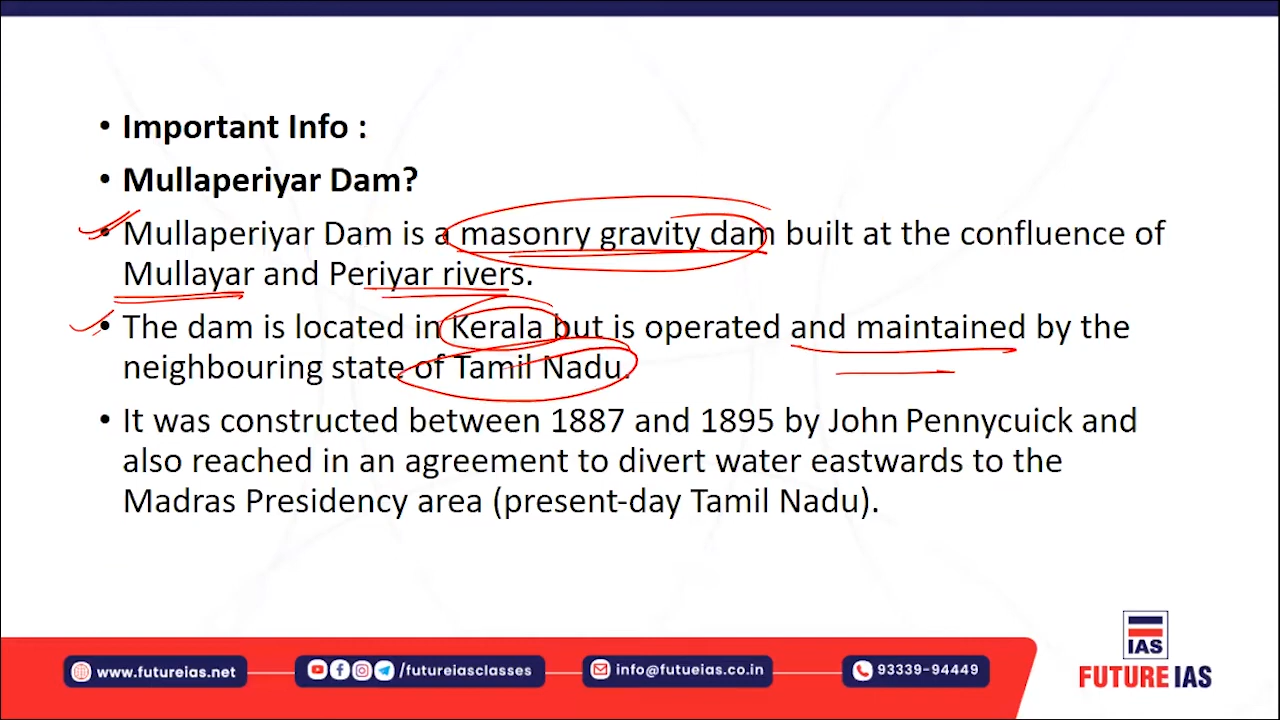 • Important Info :
• Mullaperiyar Dam?
• Mullaperiyar Dam is a masonry gravity dam built at the confluence of
Mullayar and Periyar rivers.
• The dam is located in Kerala but is operated and maintained by the
neighbouring state of Tamil Nadu.
• It was constructed between 1887 and 1895 by John Pennycuick and
also reached in an agreement to divert water eastwards to the
Madras Presidency area (present-day Tamil Nadu).
www.futureias.net
/futureiasclasses
info@futueias.co.in
93339-94449
IAS
FUTURE IAS